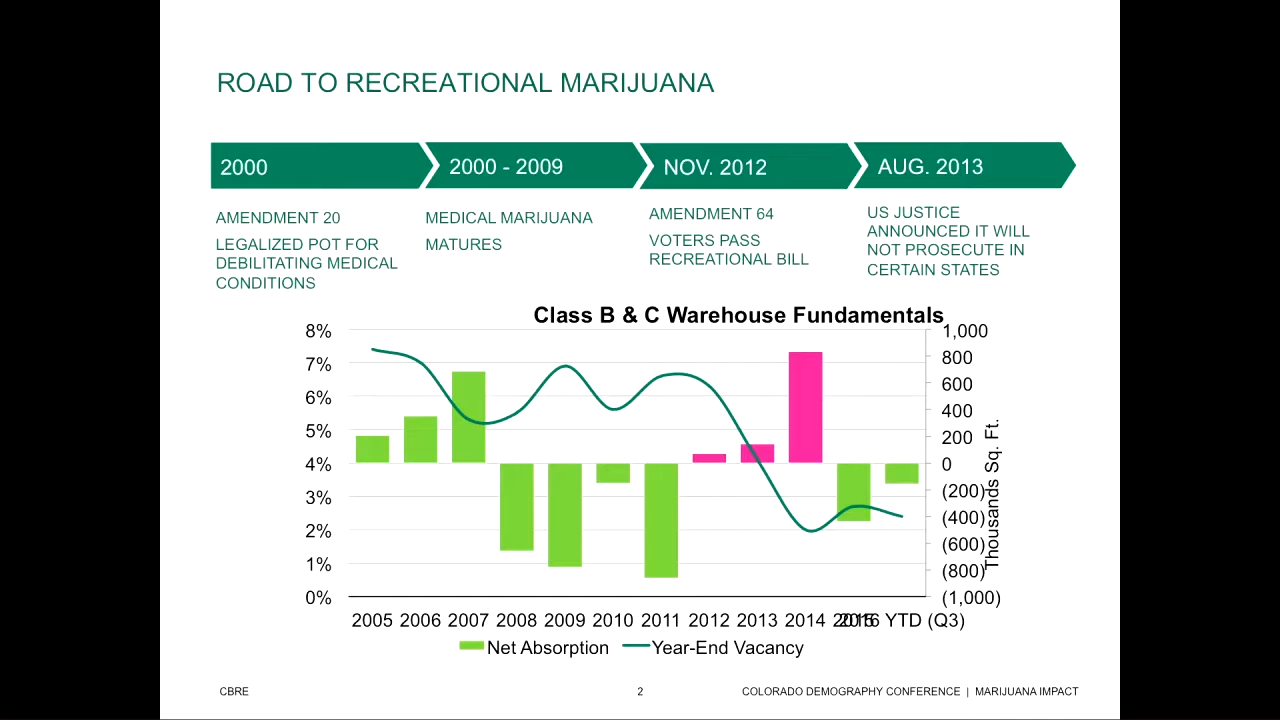 ROAD TO RECREATIONAL MARIJUANA
2000
2000 - 2009
NOV. 2012
AUG. 2013
AMENDMENT 20
LEGALIZED POT FOR
DEBILITATING MEDICAL
CONDITIONS
MEDICAL MARIJUANA
MATURES
AMENDMENT 64
VOTERS PASS
RECREATIONAL BILL
US JUSTICE
ANNOUNCED IT WILL
NOT PROSECUTE IN
CERTAIN STATES
Class B & C Warehouse Fundamentals
8%
7%
6%
5%
4%
3%
2%
1%
0%
1,000
800
600
400
200
0
(200)
(400)
(600)
(800)
(1,000)
Thousands Sq. Ft.
2005 2006 2007 2008 2009 2010 2011 2012 2013 2014 2015 2016 YTD (Q3)
Net Absorption Year-End Vacancy
CBRE 2 COLORADO DEMOGRAPHY CONFERENCE | MARIJUANA IMPACT